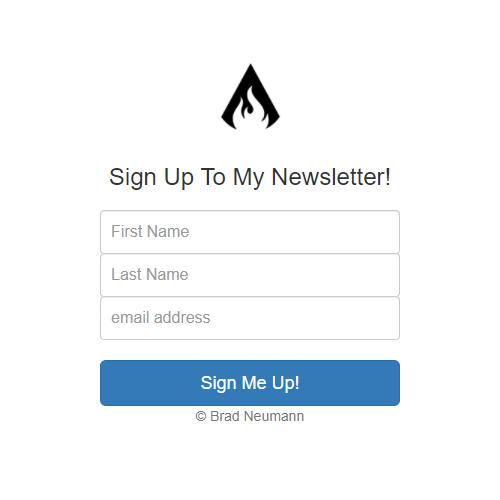 Sign Up To My Newsletter!
First Name
Last Name
email address
Sign Me Up!
© Brad Neumann